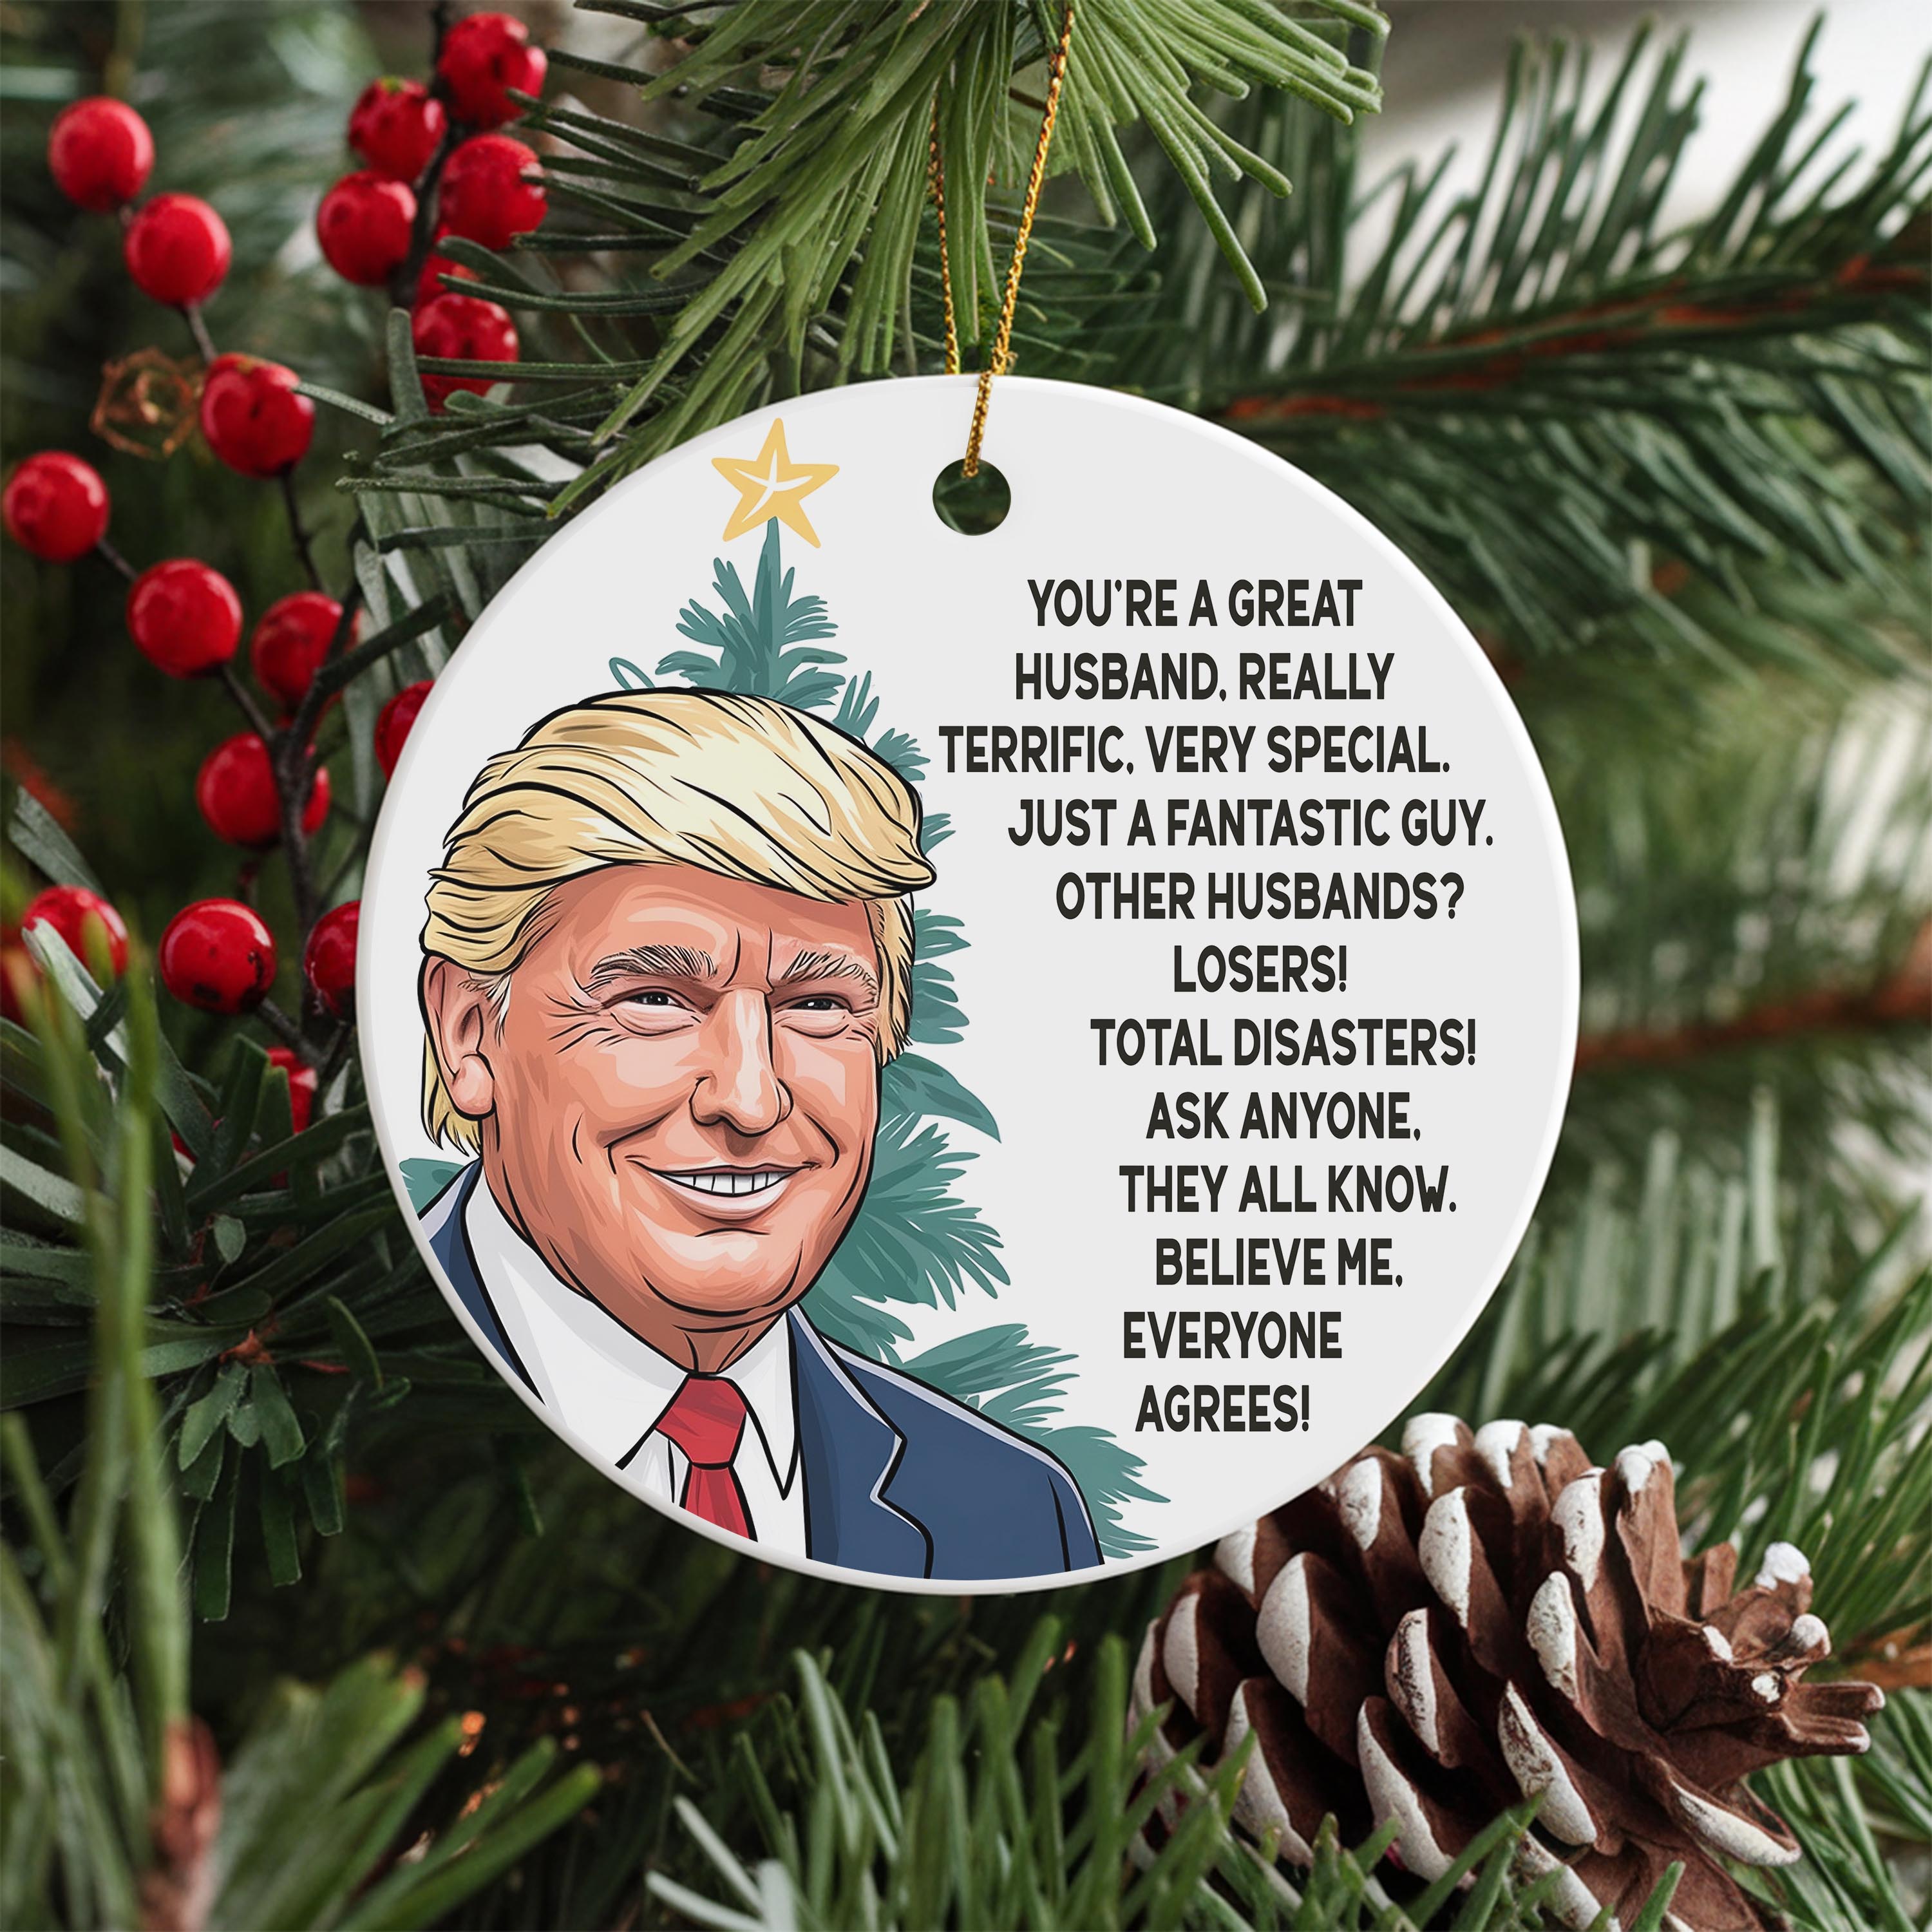 YOU'RE A GREAT
HUSBAND, REALLY
TERRIFIC, VERY SPECIAL.
JUST A FANTASTIC GUY.
OTHER HUSBANDS?
LOSERS!
TOTAL DISASTERS!
ASK ANYONE,
THEY ALL KNOW.
BELIEVE ME,
EVERYONE
AGREES!